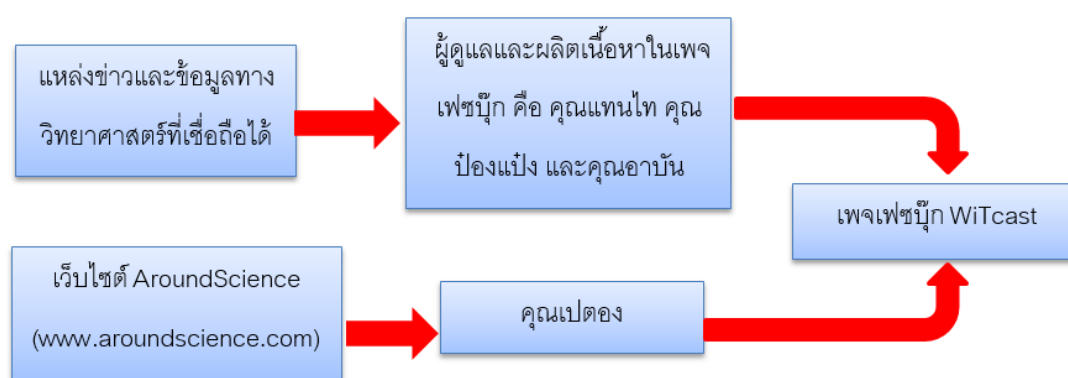 แหล่งข่าวและข้อมูลทาง
วิทยาศาสตร์ที่เชื่อถือได้
ผู้ดูแลและผลิตเนื้อหาในเพจ
เฟซบุ๊ก คือ คุณแทนไท คุณ
ป๋องแป๋ง และคุณอาบัน
เพจเฟซบุ๊ก WiTcast
เว็บไซต์ AroundScience
(www.aroundscience.com)
คุณเปตอง